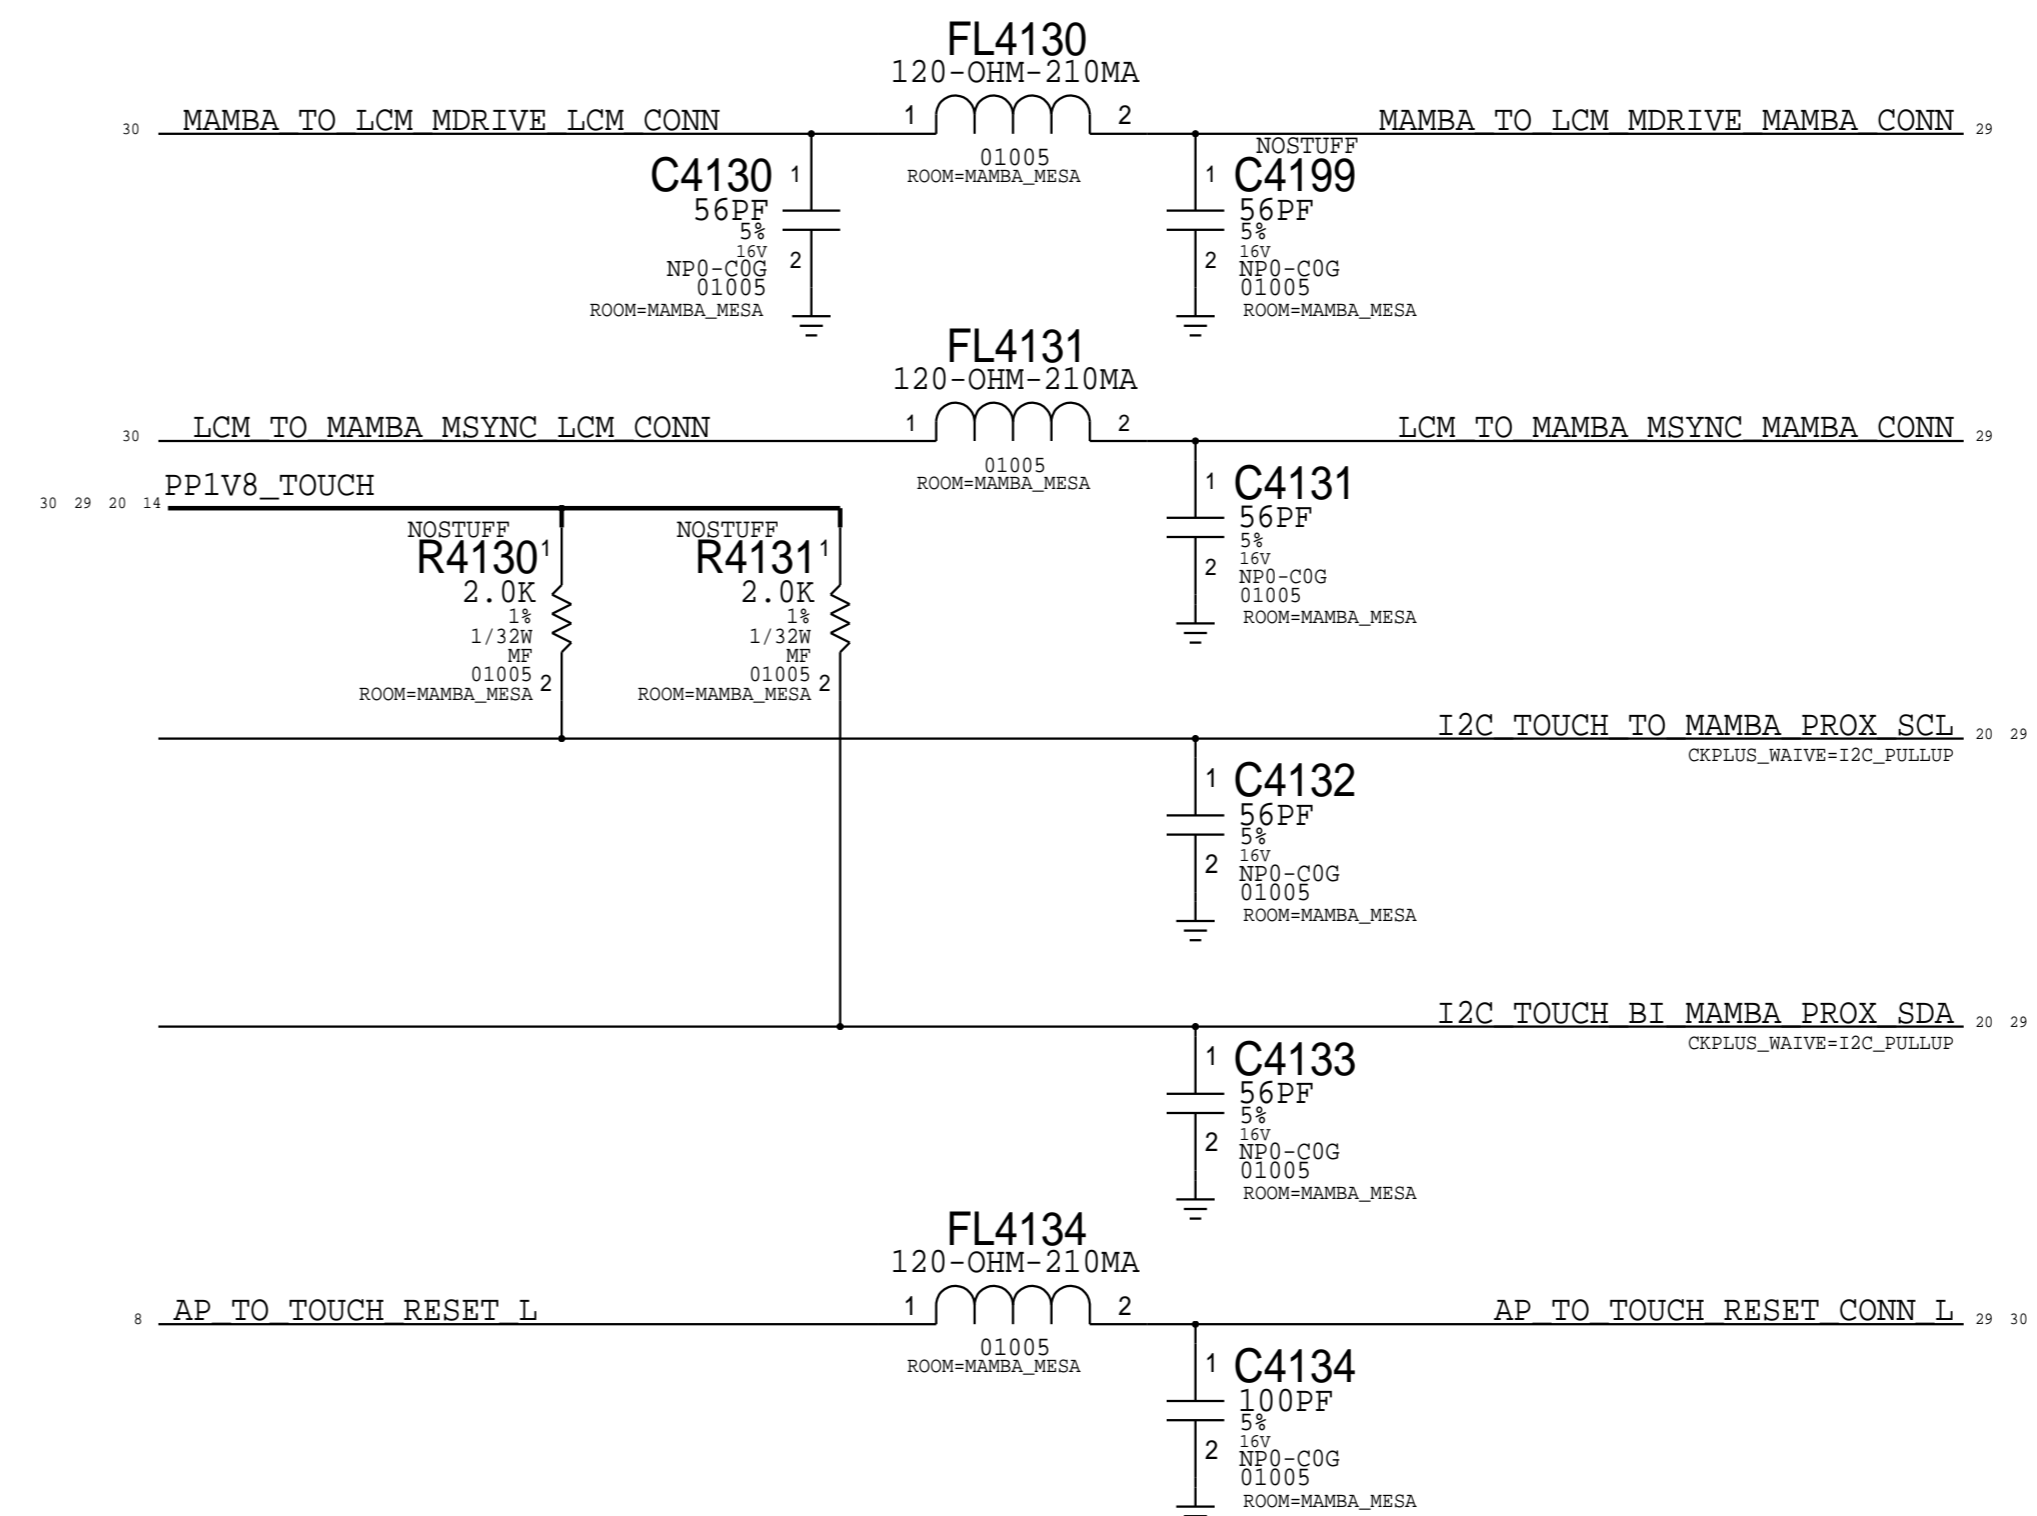 FL4130
120-OHM-210MA
30 MAMBA_TO_LCM_MDRIVE_LCM_CONN 1 2 MAMBA_TO_LCM_MDRIVE_MAMBA_CONN 29
01005
ROOM=MAMBA_MESA
C4130 1
56PF
5%
16V
NP0-C0G 2
01005
ROOM=MAMBA_MESA
NOSTUFF
1 C4199
56PF
5%
16V
2 NP0-C0G
01005
ROOM=MAMBA_MESA
FL4131
120-OHM-210MA
30 LCM_TO_MAMBA_MSYNC_LCM_CONN 1 2 LCM_TO_MAMBA_MSYNC_MAMBA_CONN 29
01005
ROOM=MAMBA_MESA
1 C4131
56PF
5%
16V
2 NP0-C0G
01005
ROOM=MAMBA_MESA
PP1V8_TOUCH
30 29 20 14
NOSTUFF
R4130 1
2.0K
1%
1/32W
MF
01005
ROOM=MAMBA_MESA 2
NOSTUFF
R4131 1
2.0K
1%
1/32W
MF
01005
ROOM=MAMBA_MESA 2
I2C_TOUCH_TO_MAMBA_PROX_SCL 20 29
CKPLUS_WAIVE=I2C_PULLUP
1 C4132
56PF
5%
16V
2 NP0-C0G
01005
ROOM=MAMBA_MESA
I2C_TOUCH_BI_MAMBA_PROX_SDA 20 29
CKPLUS_WAIVE=I2C_PULLUP
1 C4133
56PF
5%
16V
2 NP0-C0G
01005
ROOM=MAMBA_MESA
FL4134
120-OHM-210MA
8 AP_TO_TOUCH_RESET_L 1 2 AP_TO_TOUCH_RESET_CONN_L 29 30
01005
ROOM=MAMBA_MESA
1 C4134
100PF
5%
16V
2 NP0-C0G
01005
ROOM=MAMBA_MESA